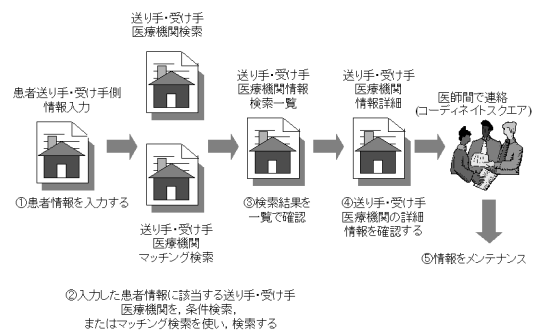 患者送り手・受け手側
情報入力
①患者情報を入力する
送り手・受け手
医療機関検索
送り手・受け手
医療機関
マッチング検索
②入力した患者情報に該当する送り手・受け手
医療機関を, 条件検索,
またはマッチング検索を使い, 検索する
送り手・受け手
医療機関情報
検索一覧
③検索結果を
一覧で確認
送り手・受け手
医療機関
情報詳細
④送り手・受け手
医療機関の詳細
情報を確認する
医師間で連絡
(コーディネイトスクエア)
⑤情報をメンテナンス